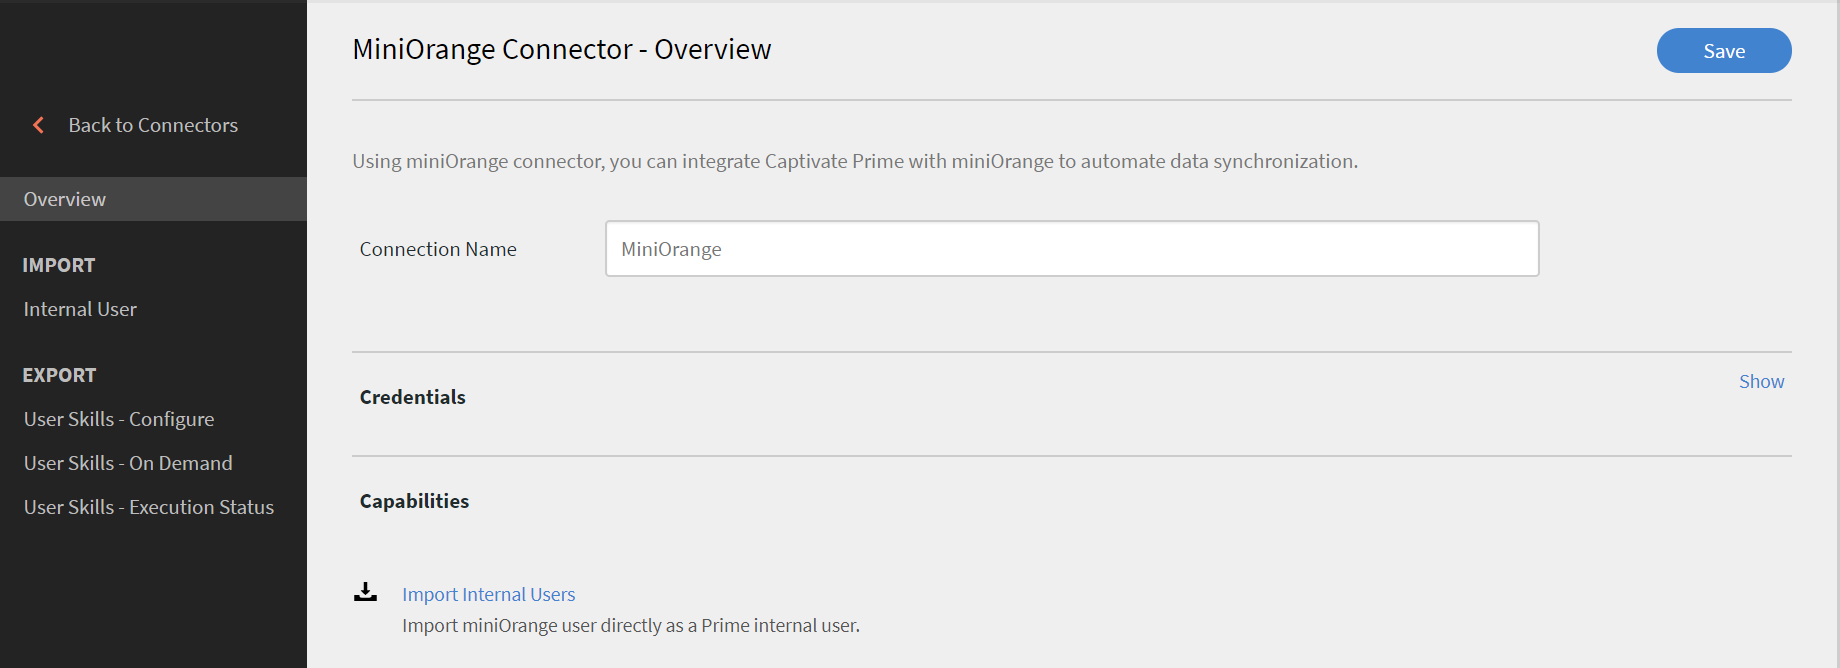 Back to Connectors
Overview
IMPORT
Internal User
EXPORT
User Skills - Configure
User Skills - On Demand
User Skills - Execution Status
MiniOrange Connector - Overview
Save
Using miniOrange connector, you can integrate Captivate Prime with miniOrange to automate data synchronization.
Connection Name
MiniOrange
Credentials
Show
Capabilities
Import Internal Users
Import miniOrange user directly as a Prime internal user.